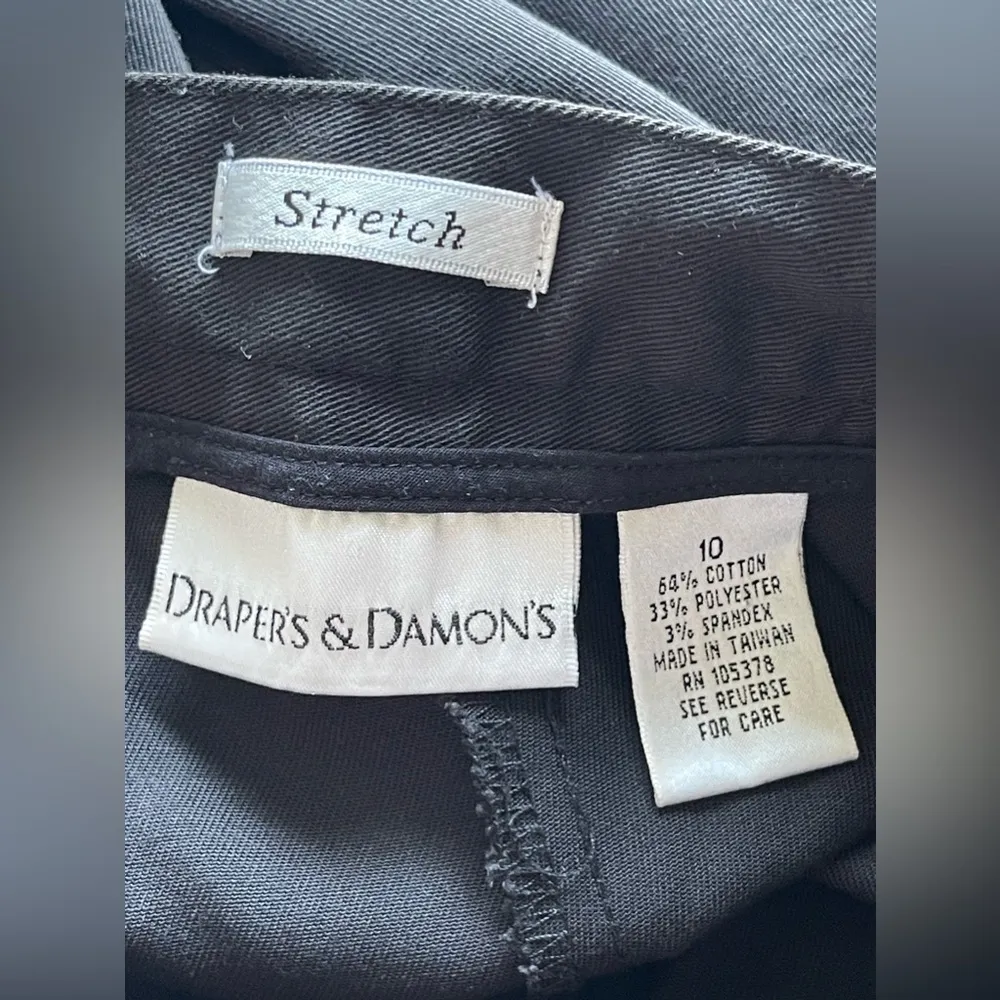 Stretch
DRAPER'S & DAMON'S
10
64% COTTON
33% POLYESTER
3% SPANDEX
MADE IN TAIWAN
RN 105378
SEE REVERSE
FOR CARE